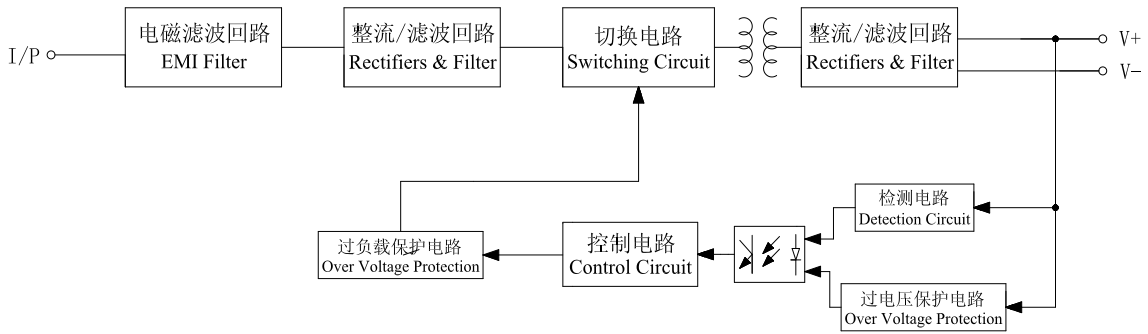 I/P
电磁滤波回路
EMI Filter
整流/滤波回路
Rectifiers & Filter
切换电路
Switching Circuit
整流/滤波回路
Rectifiers & Filter
V+
V-
检测电路
Detection Circuit
过负载保护电路
Over Voltage Protection
控制电路
Control Circuit
过电压保护电路
Over Voltage Protection